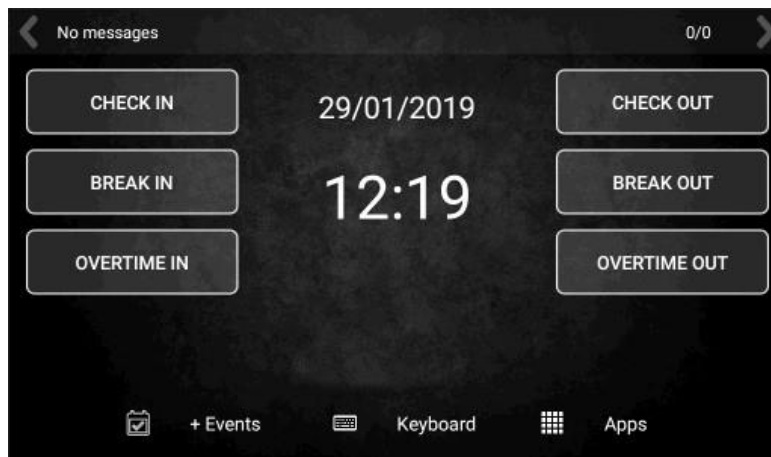 No messages 0/0
CHECK IN 29/01/2019 CHECK OUT
BREAK IN 12:19 BREAK OUT
OVERTIME IN OVERTIME OUT
+ Events Keyboard Apps